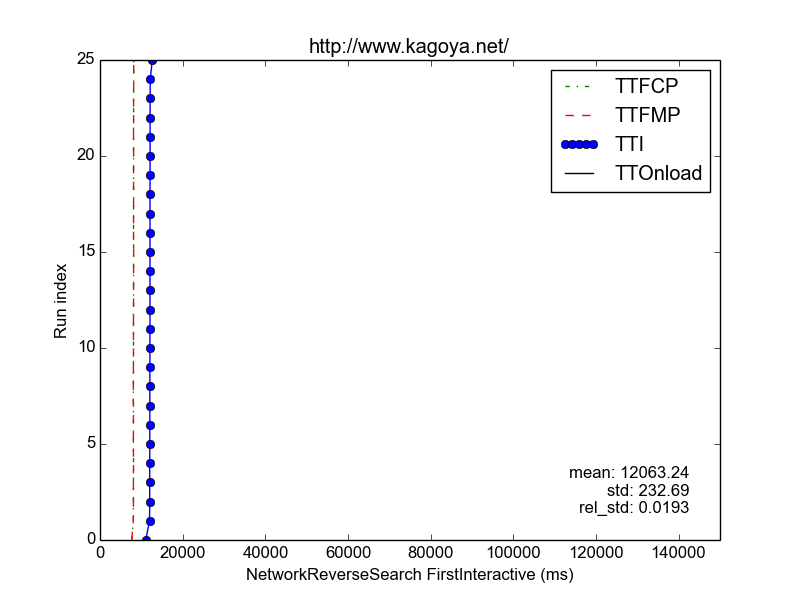 http://www.kagoya.net/
25
20
15
10
5
0
Run index
TTFCP
TTFMP
TTI
TTOnload
mean: 12063.24
std: 232.69
rel_std: 0.0193
0 20000 40000 60000 80000 100000 120000 140000
NetworkReverseSearch FirstInteractive (ms)